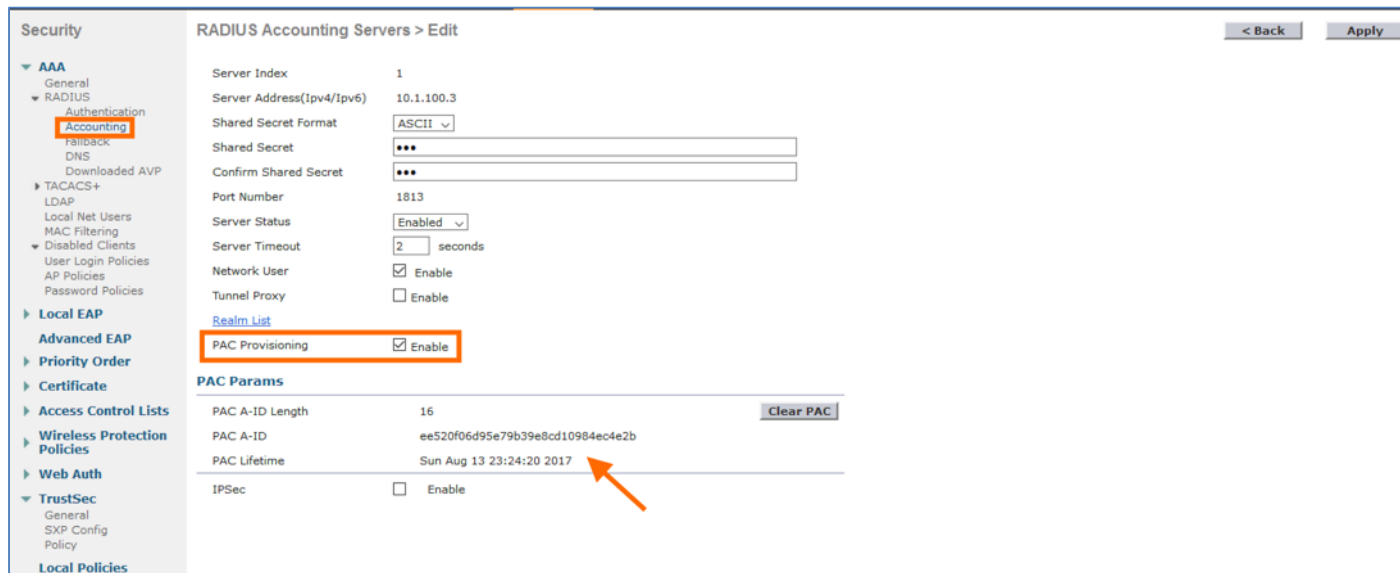 Security
AAA
General
RADIUS
Authentication
Accounting
Fallback
DNS
Downloaded AVP
TACACS+
LDAP
Local Net Users
MAC Filtering
Disabled Clients
User Login Policies
AP Policies
Password Policies
Local EAP
Advanced EAP
Priority Order
Certificate
Access Control Lists
Wireless Protection
Policies
Web Auth
TrustSec
General
SXP Config
Policy
Local Policies
RADIUS Accounting Servers > Edit
< Back Apply
Server Index 1
Server Address(Ipv4/Ipv6) 10.1.100.3
Shared Secret Format ASCII
Shared Secret •••
Confirm Shared Secret •••
Port Number 1813
Server Status Enabled
Server Timeout 2 seconds
Network User Enable
Tunnel Proxy Enable
Realm List
PAC Provisioning Enable
PAC Params
PAC A-ID Length 16 Clear PAC
PAC A-ID ee520f06d95e79b39e8cd10984ec4e2b
PAC Lifetime Sun Aug 13 23:24:20 2017
IPSec Enable